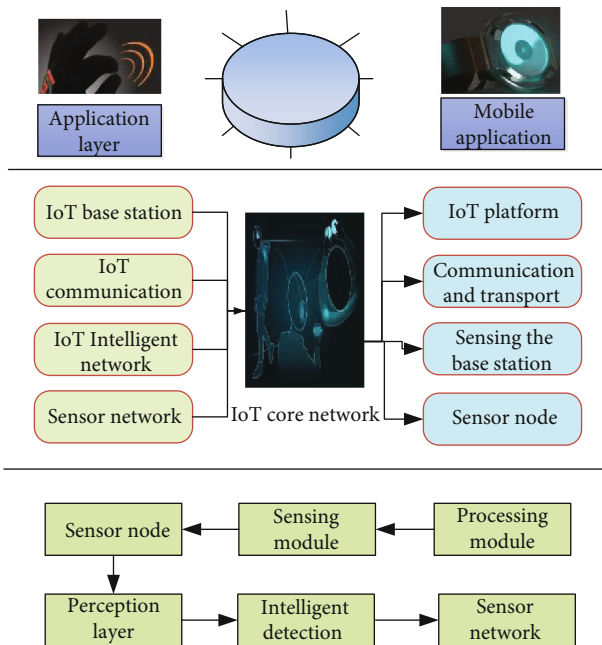 Application
layer
Mobile
application
IoT base station
IoT
communication
IoT Intelligent
network
Sensor network
IoT core network
IoT platform
Communication
and transport
Sensing the
base station
Sensor node
Sensor node
Sensing
module
Processing
module
Perception
layer
Intelligent
detection
Sensor
network